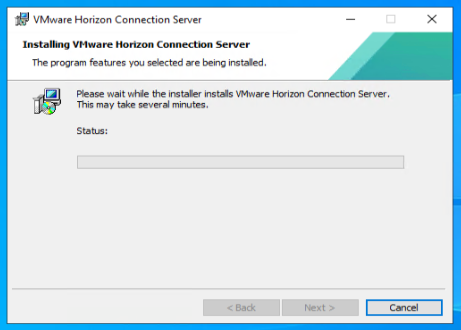 VMware Horizon Connection Server
Installing VMware Horizon Connection Server
The program features you selected are being installed.
Please wait while the installer installs VMware Horizon Connection Server.
This may take several minutes.
Status:
< Back
Next >
Cancel